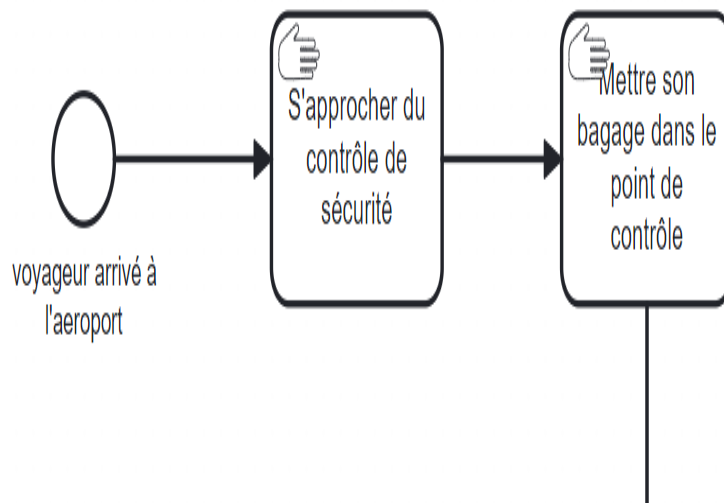 voyageur arrivé à
l'aeroport
S'approcher du
contrôle de
sécurité
Mettre son
bagage dans le
point de
contrôle